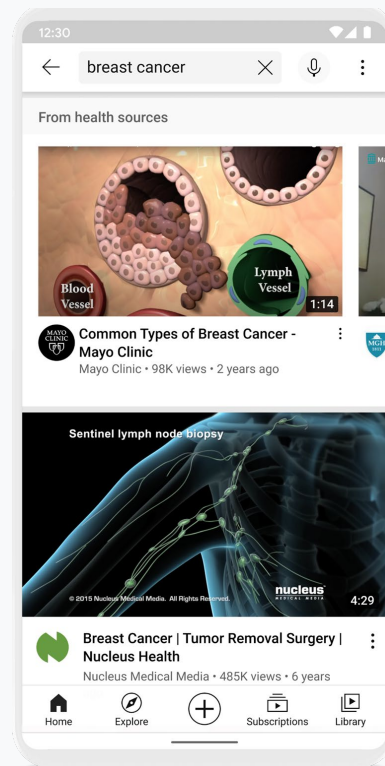 12:30
breast cancer
From health sources
Blood
Vessel
Lymph
Vessel
1:14
MAYO
CLINIC
Common Types of Breast Cancer -
Mayo Clinic
Mayo Clinic • 98K views • 2 years ago
MGH
Sentinel lymph node biopsy
© 2015 Nucleus Medical Media. All Rights Reserved.
nucleus
MEDICAL MEDIA
4:29
Breast Cancer | Tumor Removal Surgery |
Nucleus Health
Nucleus Medical Media • 485K views • 6 years
Home
Explore
Subscriptions
Library